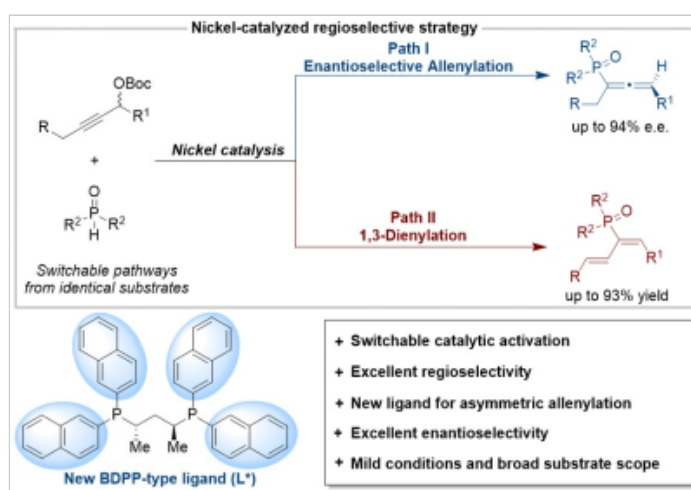 Nickel-catalyzed regioselective strategy
OBoc
R
R¹
+
O
R²
P
R²
H
Switchable pathways
from identical substrates
Nickel catalysis
Path I
Enantioselective Allenylation
R²
R²
P
O
H
R
R¹
up to 94% e.e.
Path II
1,3-Dienylation
R²
R²
P
O
R
R¹
up to 93% yield
P
P
Me
Me
New BDPP-type ligand (L*)
+ Switchable catalytic activation
+ Excellent regioselectivity
+ New ligand for asymmetric allenylation
+ Excellent enantioselectivity
+ Mild conditions and broad substrate scope